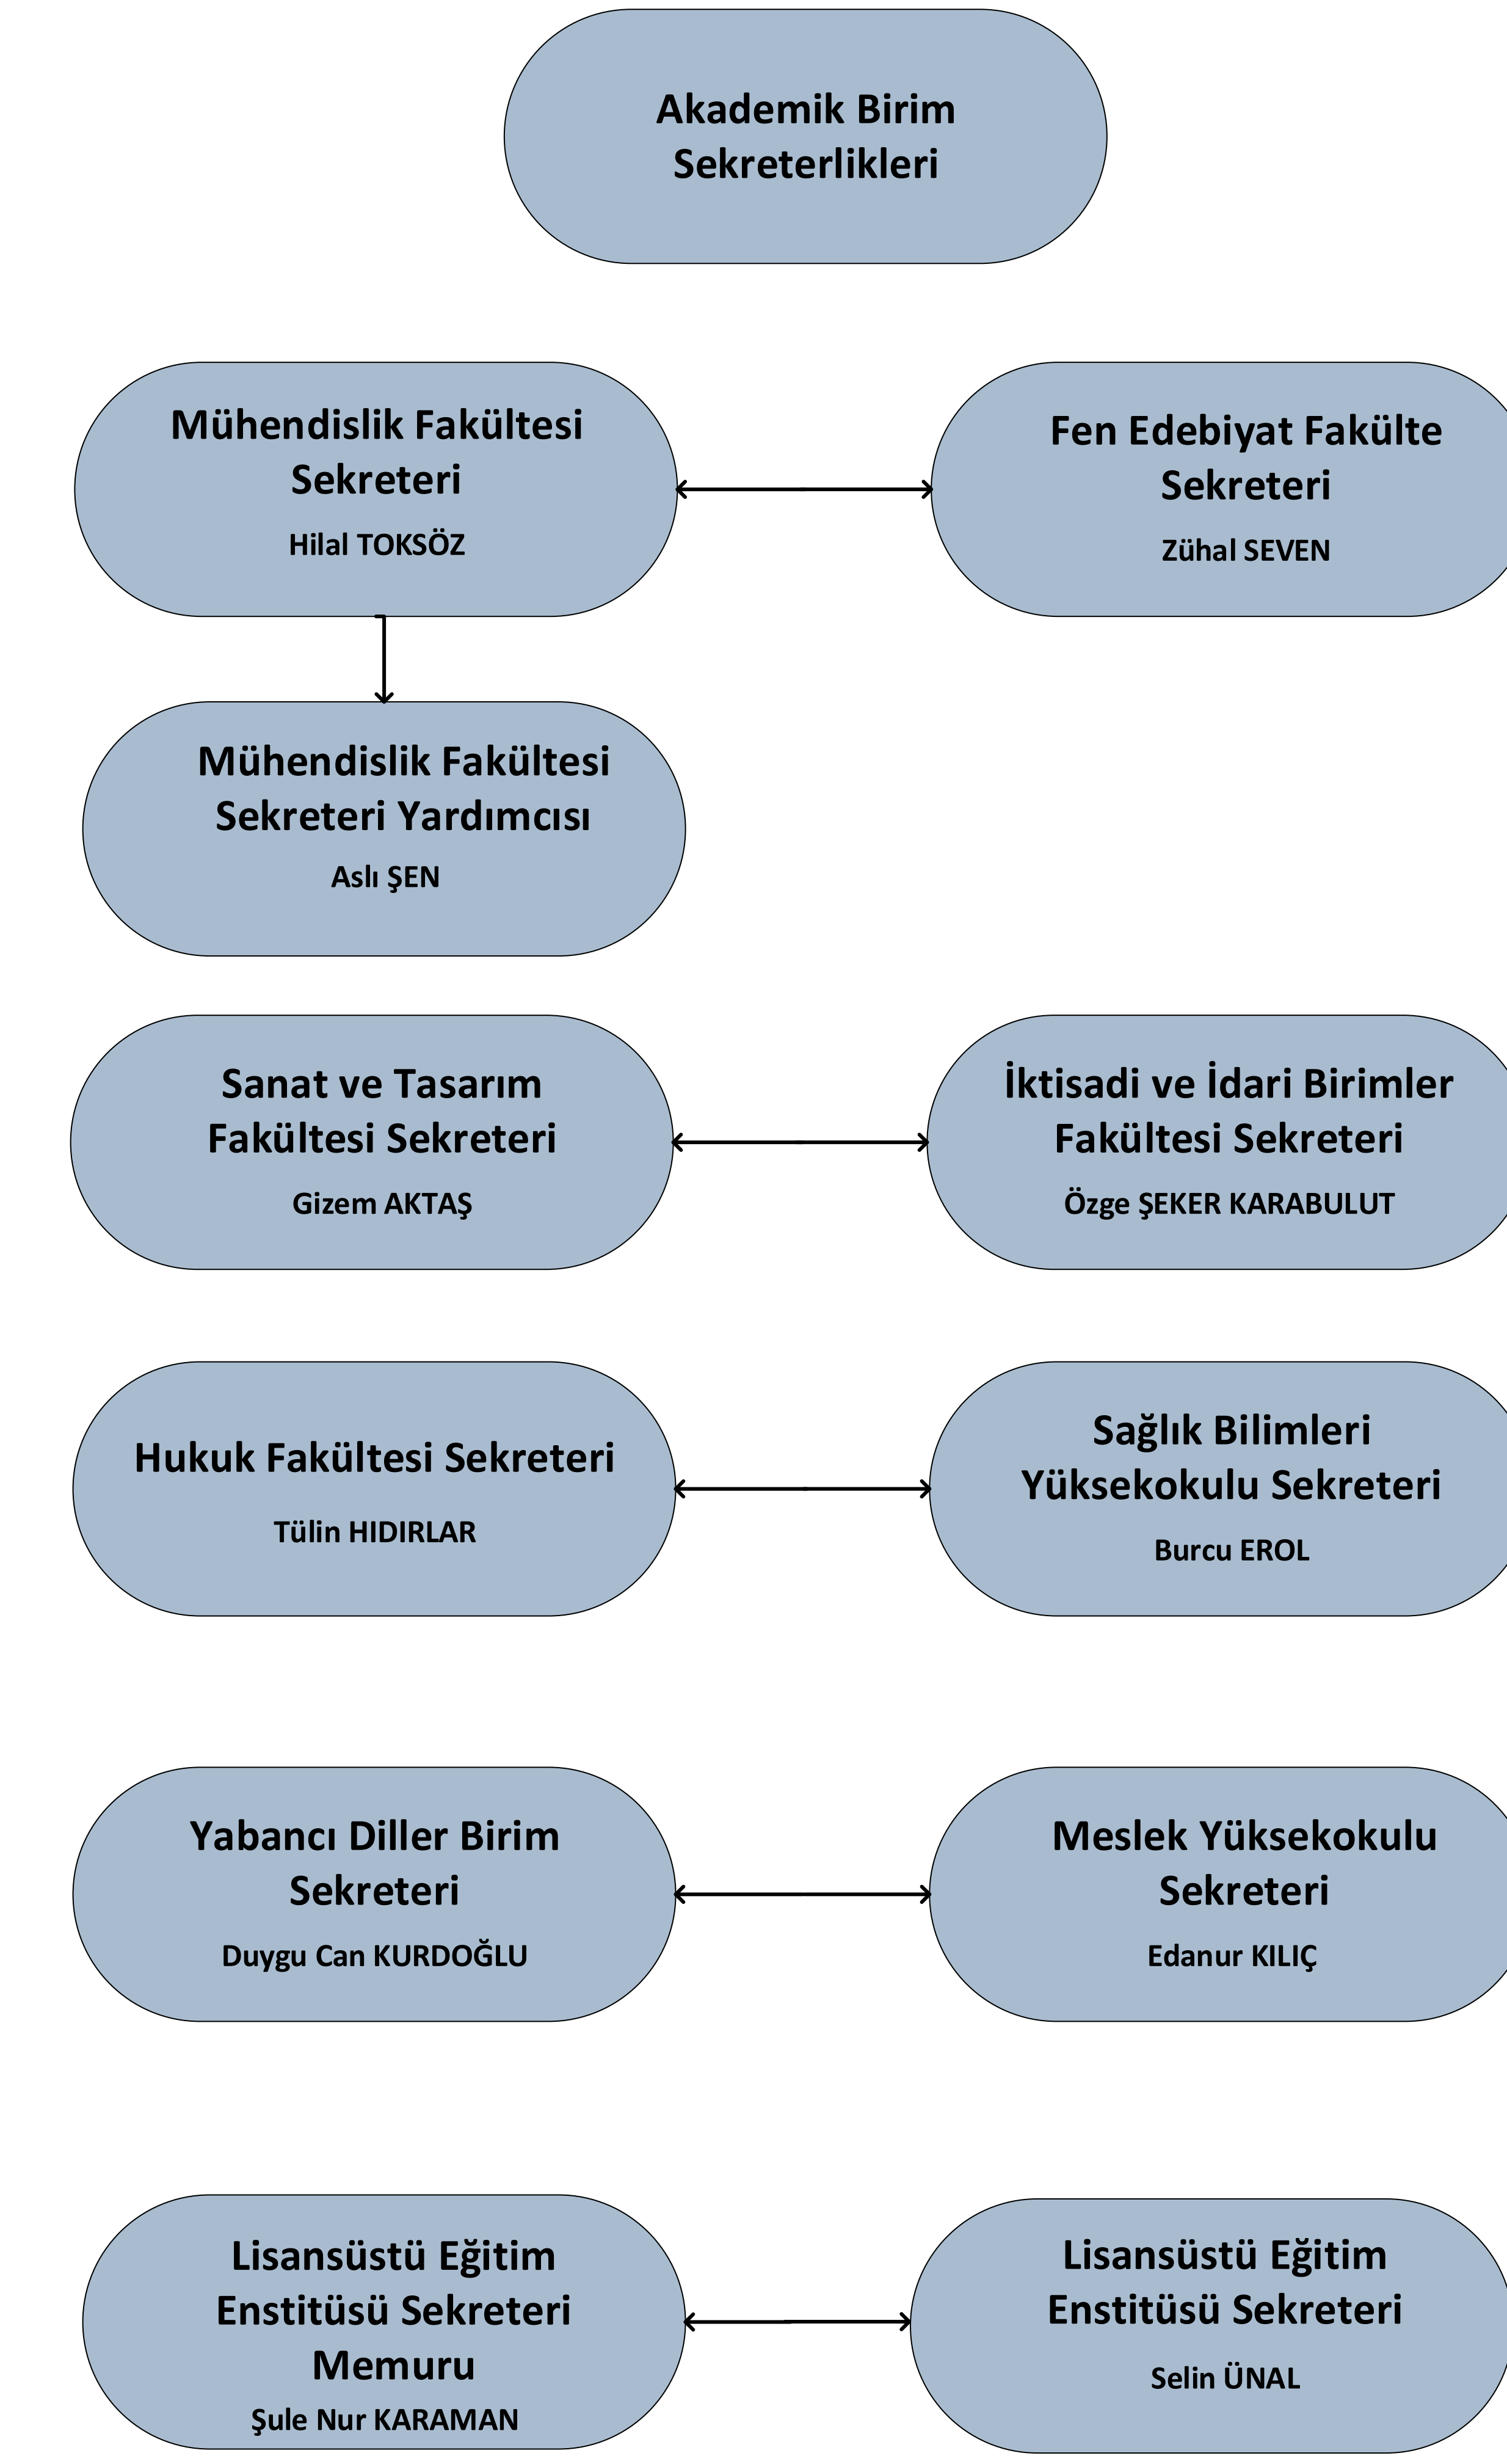 Akademik Birim
Sekreterlikleri
Mühendislik Fakültesi
Sekreteri
Hilal TOKSÖZ
Fen Edebiyat Fakülte
Sekreteri
Zühal SEVEN
Mühendislik Fakültesi
Sekreteri Yardımcısı
Aslı ŞEN
Sanat ve Tasarım
Fakültesi Sekreteri
Gizem AKTAŞ
İktisadi ve İdari Birimler
Fakültesi Sekreteri
Özge ŞEKER KARABULUT
Hukuk Fakültesi Sekreteri
Tülin HIDIRLAR
Sağlık Bilimleri
Yüksekokulu Sekreteri
Burcu EROL
Yabancı Diller Birim
Sekreteri
Duygu Can KURDOĞLU
Meslek Yüksekokulu
Sekreteri
Edanur KILIÇ
Lisansüstü Eğitim
Enstitüsü Sekreteri
Memuru
Şule Nur KARAMAN
Lisansüstü Eğitim
Enstitüsü Sekreteri
Selin ÜNAL